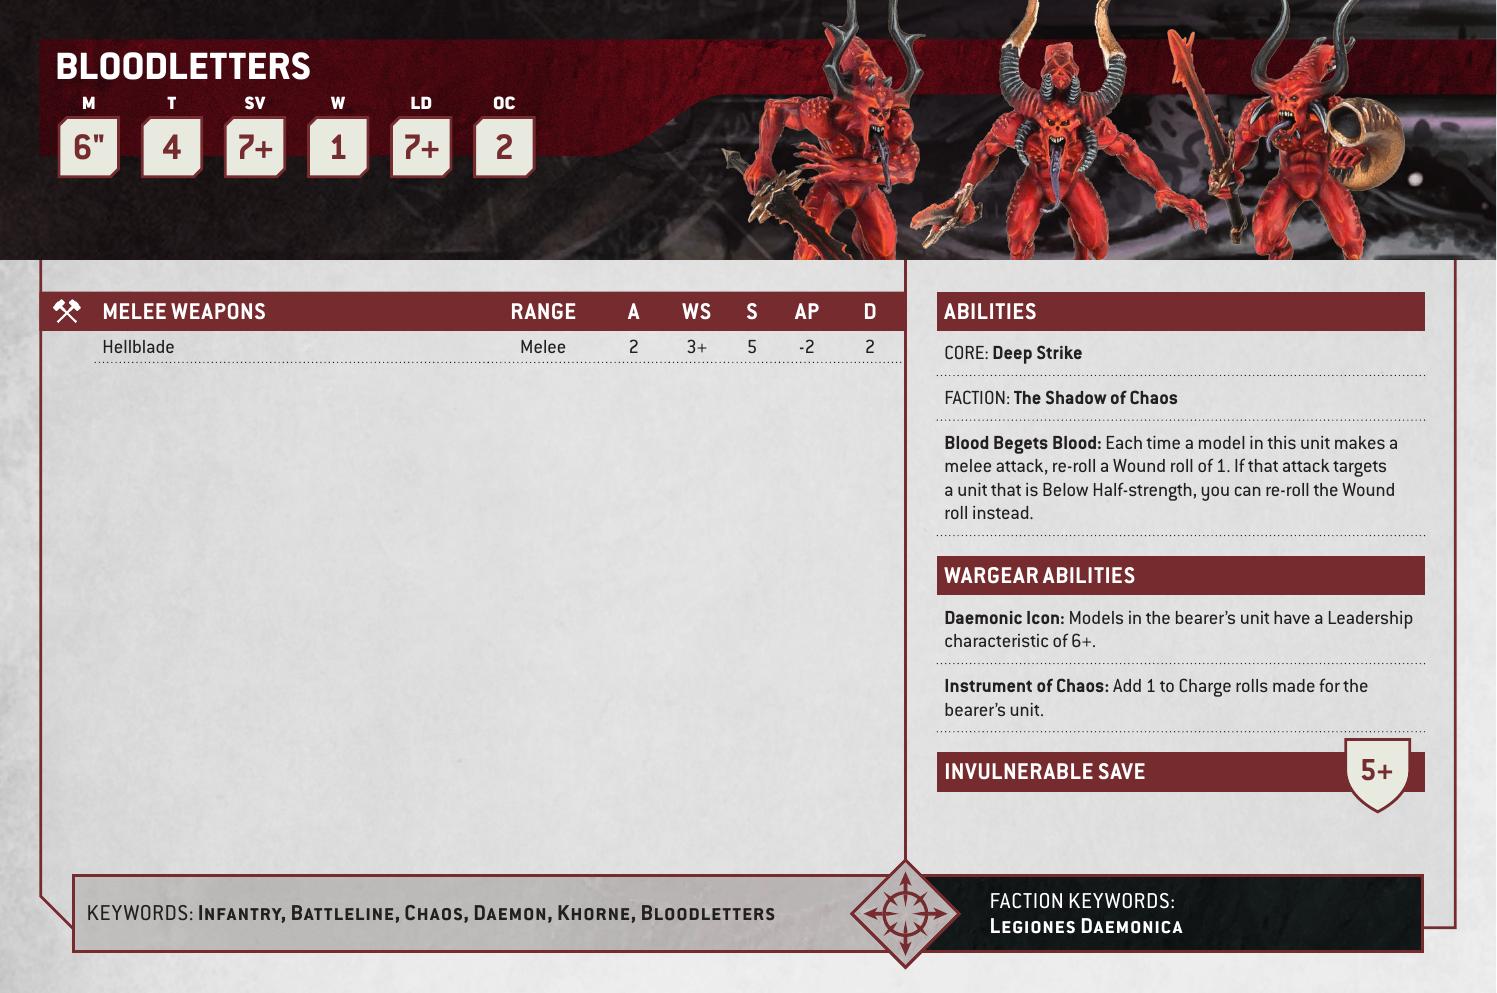 BLOODLETTERS
M T SV W LD OC
6" 4 7+ 1 7+ 2
MELEE WEAPONS RANGE A WS S AP D
Hellblade Melee 2 3+ 5 -2 2
ABILITIES
CORE: Deep Strike
FACTION: The Shadow of Chaos
Blood Begets Blood: Each time a model in this unit makes a
melee attack, re-roll a Wound roll of 1. If that attack targets
a unit that is Below Half-strength, you can re-roll the Wound
roll instead.
WARGEAR ABILITIES
Daemonic Icon: Models in the bearer's unit have a Leadership
characteristic of 6+.
Instrument of Chaos: Add 1 to Charge rolls made for the
bearer's unit.
INVULNERABLE SAVE 5+
KEYWORDS: Infantry, Battleline, Chaos, Daemon, Khorne, Bloodletters
FACTION KEYWORDS:
Legiones Daemonica